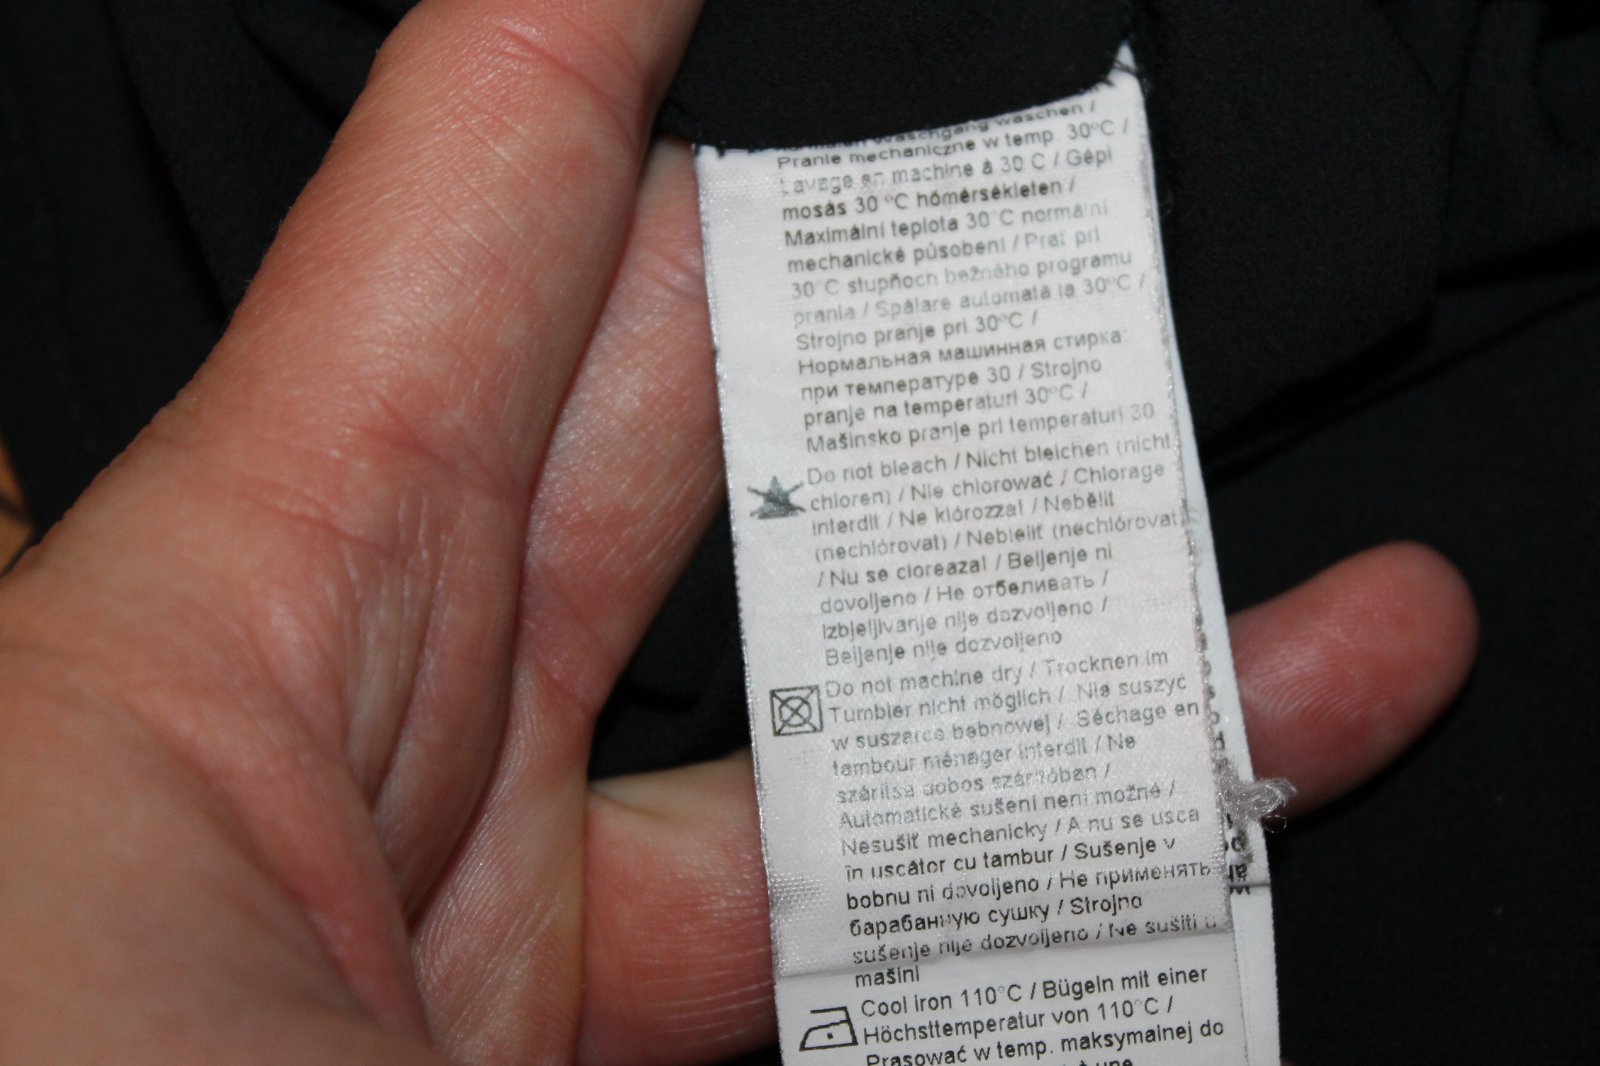 Waschgang waschen /
Pranie mechaniczne w temp. 30°C /
Lavage en machine à 30 C / Gépi
mosás 30 °C hőmérsékleten /
Maximální teplota 30°C normální
mechanické působení / Prať pri
30°C stupňoch bežného programu
prania / Spălare automată la 30°C /
Strojno pranje pri 30°C /
Нормальная машинная стирка
при температуре 30 / Strojno
pranje na temperaturi 30°C /
Mašinsko pranje pri temperaturi 30
Do not bleach / Nicht bleichen (nicht
chloren) / Nie chlorować / Chlorage
interdit / Ne klórozza! / Nebělit
(nechlórovat) / Nebieliť (nechlórovať)
/ Nu se cloreaza! / Beljenje ni
dovoljeno / Не отбеливать /
Izbjeljivanje nije dozvoljeno /
Beljenje nije dozvoljeno
Do not machine dry / Trocknen im
Tumbler nicht möglich / Nie suszyć
w suszarce bębnowej / Séchage en
tambour ménager interdit / Ne
szárítsa dobos szárítóban /
Automatické sušení není možné /
Nesušiť mechanicky / A nu se usca
în uscător cu tambur / Sušenje v
bobnu ni dovoljeno / Не применять
барабанную сушку / Strojno
sušenje nije dozvoljeno / Ne sušiti u
mašini
Cool iron 110°C / Bügeln mit einer
Höchsttemperatur von 110°C /
Prasować w temp. maksymalnej do